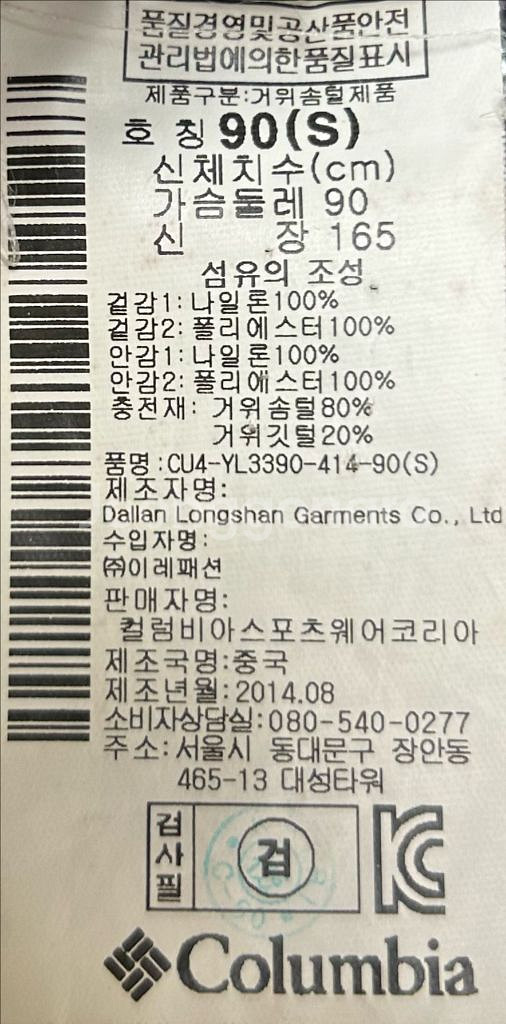 품질경영및공산품안전
관리법에의한품질표시
제품구분:거위솜털제품
호 칭 90(S)
신체치수(cm)
가슴둘레 90
신 장 165
섬유의 조성
겉감1: 나일론100%
겉감2: 폴리에스터100%
안감1: 나일론100%
안감2: 폴리에스터100%
충전재: 거위솜털80%
거위깃털20%
품명:CU4-YL3390-414-90(S)
제조자명:
Dalian Longshan Garments Co., Ltd
수입자명:
㈜이레패션
판매자명:
컬럼비아스포츠웨어코리아
제조국명:중국
제조년월:2014.08
소비자상담실:080-540-0277
주소:서울시 동대문구 장안동
465-13 대성타워
검사필
검
KC
Columbia